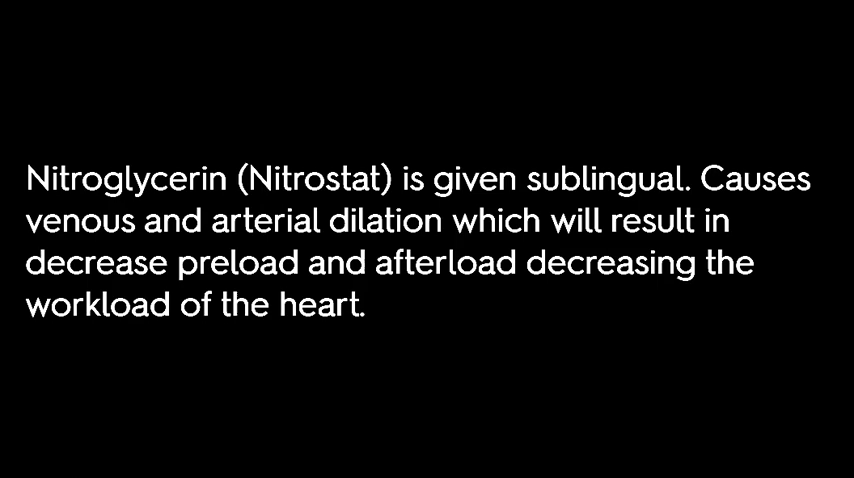 Nitroglycerin (Nitrostat) is given sublingual. Causes
venous and arterial dilation which will result in
decrease preload and afterload decreasing the
workload of the heart.